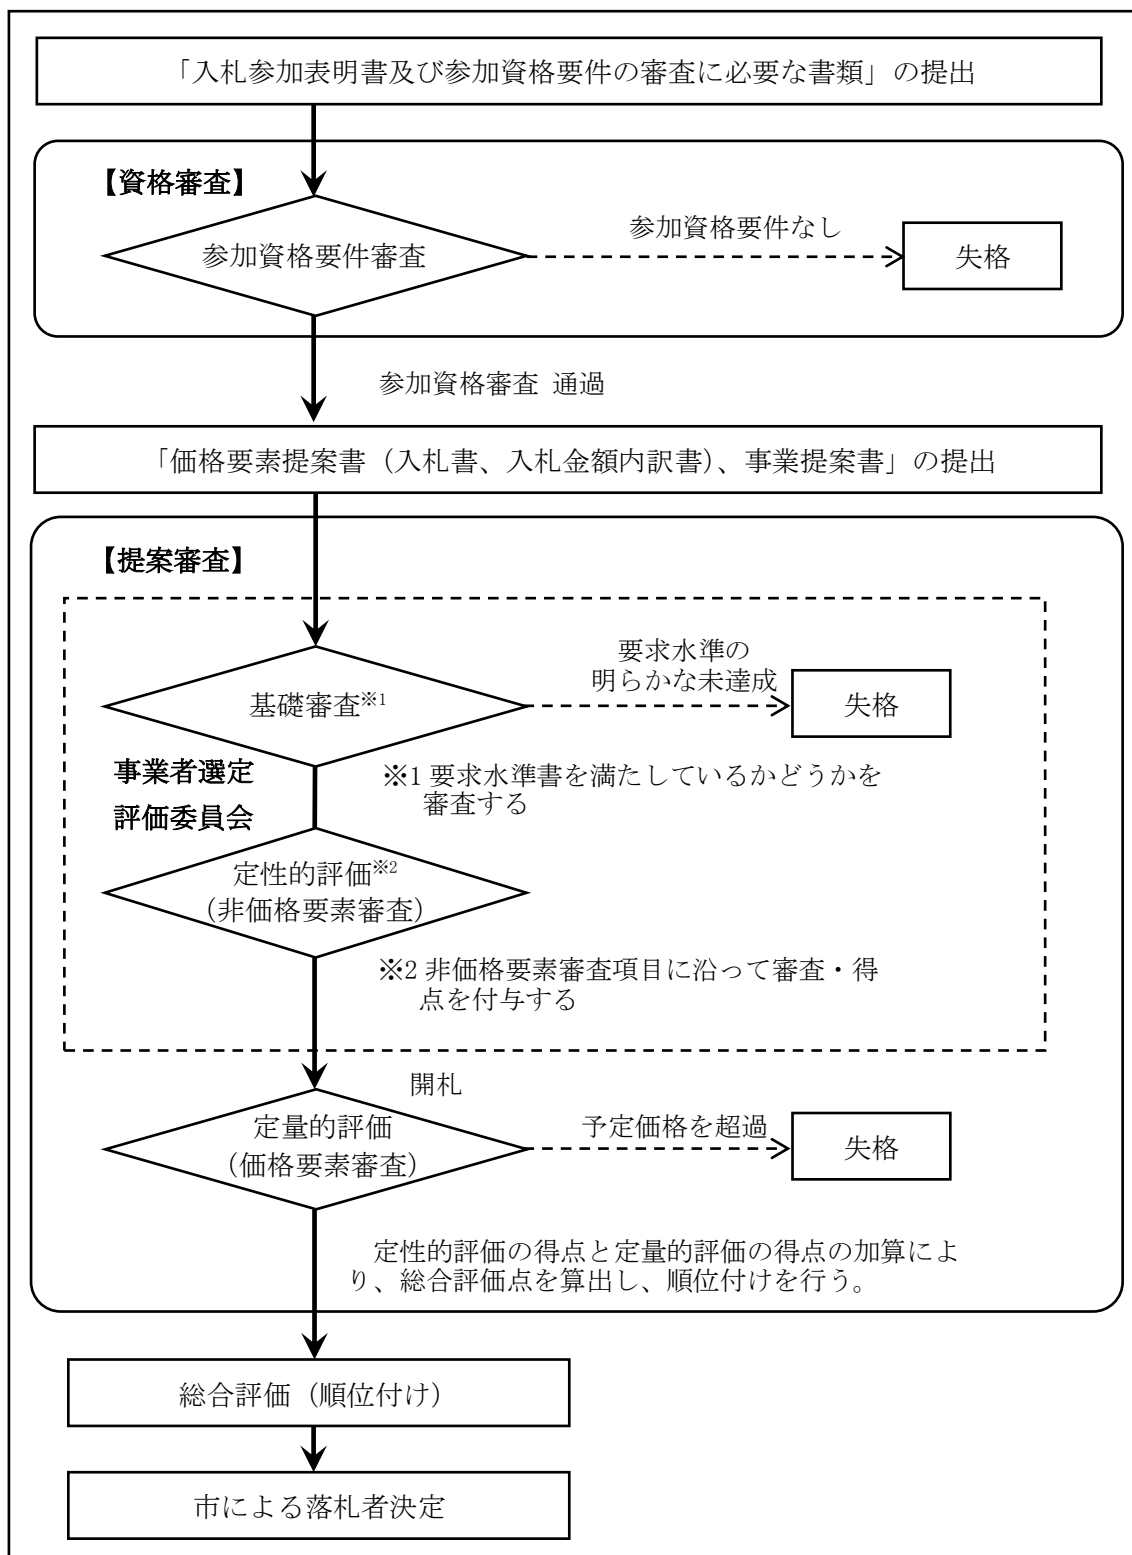 「入札参加表明書及び参加資格要件の審査に必要な書類」の提出
【資格審査】
参加資格要件審査
参加資格要件なし
失格
参加資格審査 通過
「価格要素提案書（入札書、入札金額内訳書）、事業提案書」の提出
【提案審査】
基礎審査※1
要求水準の
明らかな未達成
失格
事業者選定
評価委員会
※1 要求水準書を満たしているかどうかを
審査する
定性的評価※2
（非価格要素審査）
※2 非価格要素審査項目に沿って審査・得
点を付与する
開札
定量的評価
（価格要素審査）
予定価格を超過
失格
定性的評価の得点と定量的評価の得点の加算によ
り、総合評価点を算出し、順位付けを行う。
総合評価（順位付け）
市による落札者決定